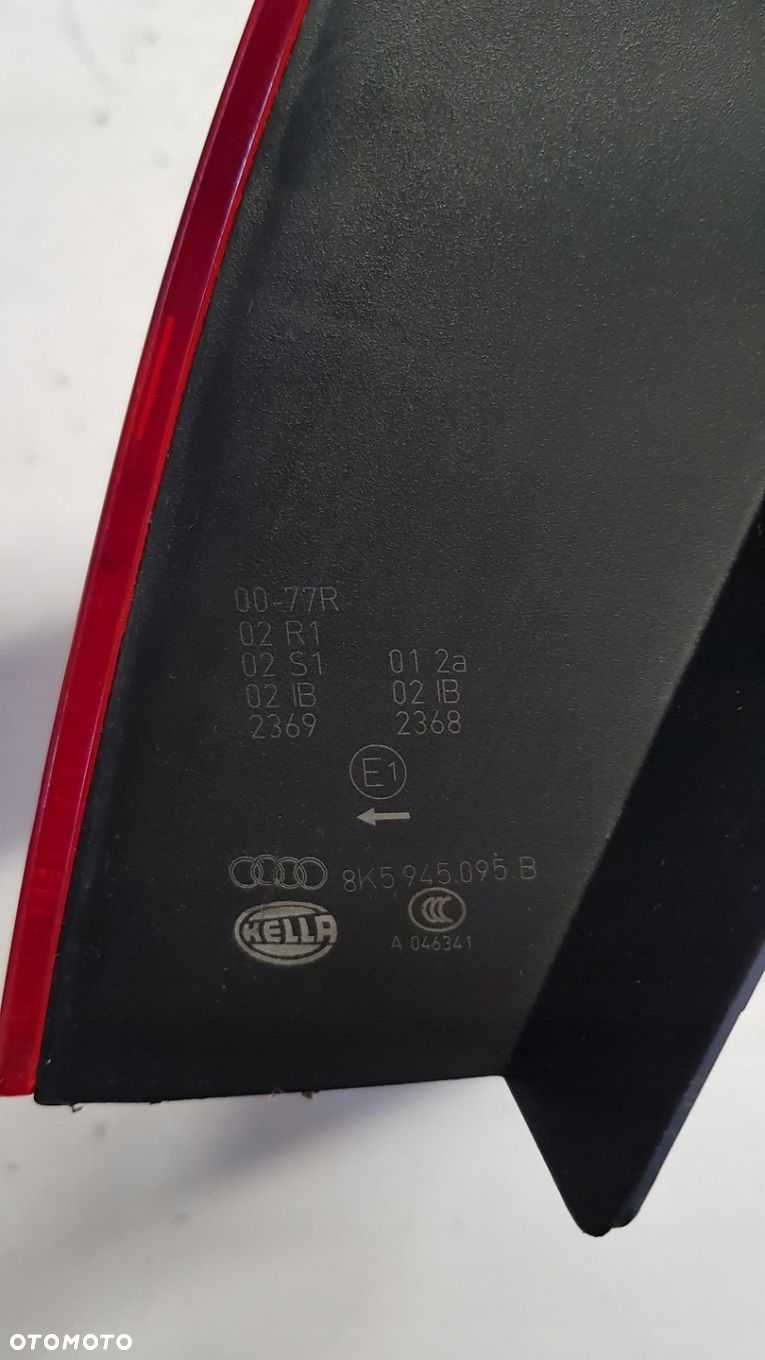 00-77R
02 R1
02 S1 01 2a
02 IB 02 IB
2369 2368
E1
8K5 945 095 B
HELLA
CCC
A 046341
OTOMOTO